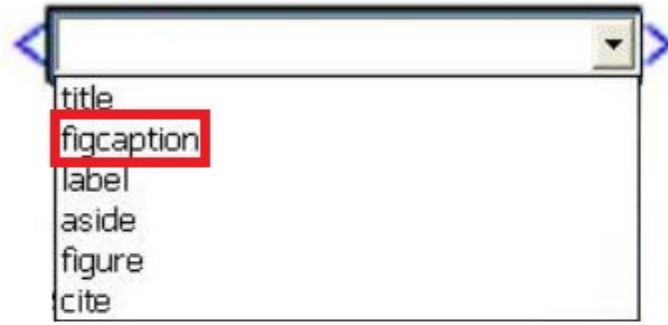 < >
title
figcaption
label
aside
figure
cite